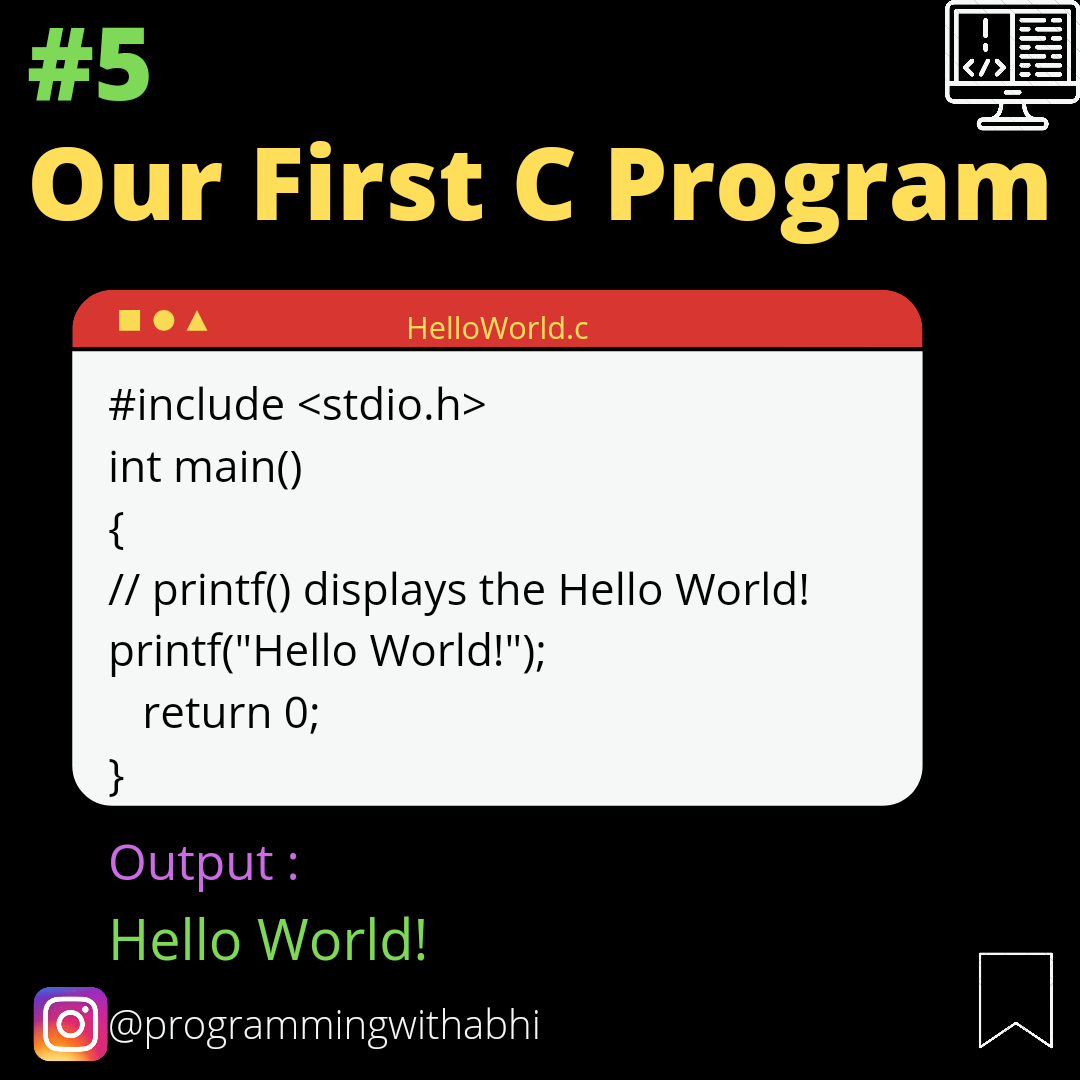 #5
Our First C Program
HelloWorld.c
#include <stdio.h>
int main()
{
// printf() displays the Hello World!
printf("Hello World!");
return 0;
}
Output :
Hello World!
@programmingwithabhi